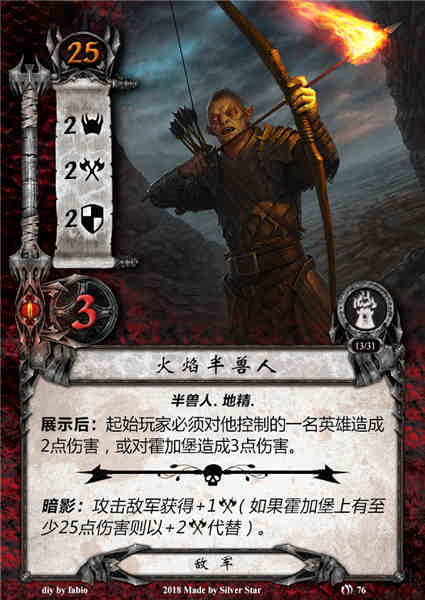 25
2
2
2
3
13/31
火焰半兽人
半兽人. 地精.
展示后：起始玩家必须对他控制的一名英雄造成
2点伤害，或对霍加堡造成3点伤害。
暗影：攻击敌军获得+1（如果霍加堡上有至
少25点伤害则以+2代替）。
敌 军
diy by fabio 2018 Made by Silver Star 76